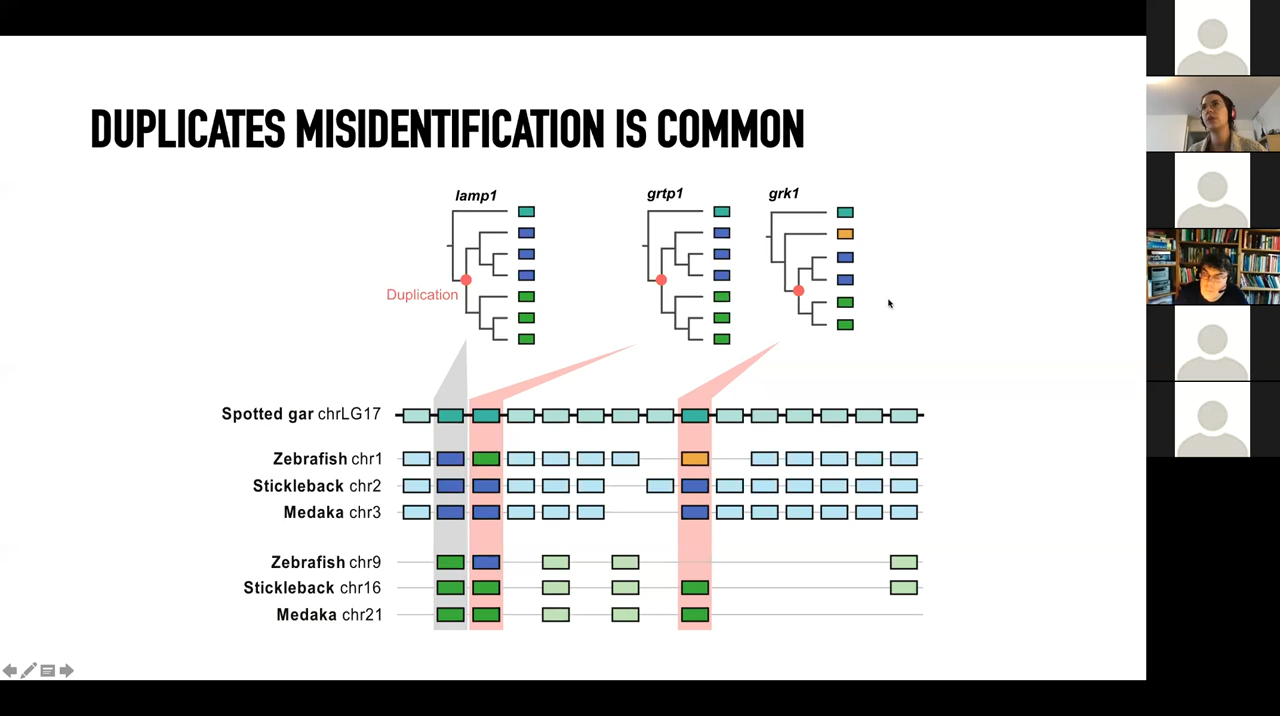 DUPLICATES MISIDENTIFICATION IS COMMON
lamp1
grtp1
grk1
Duplication
Spotted gar chrLG17
Zebrafish chr1
Stickleback chr2
Medaka chr3
Zebrafish chr9
Stickleback chr16
Medaka chr21